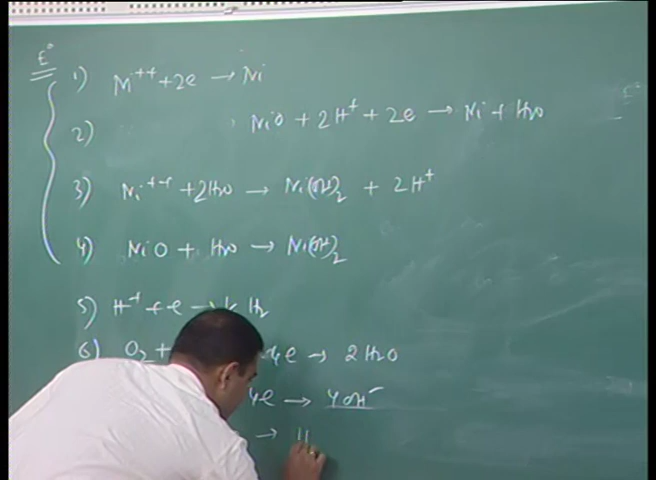 E°
1) M⁺⁺ + 2e → Ni
2) NiO + 2H⁺ + 2e → Ni + H₂O
3) Ni⁺⁺ + 2H₂O → Ni(OH)₂ + 2H⁺
4) NiO + H₂O → Ni(OH)₂
5) H⁺ + e → ½ H₂
6) O₂ + 4e → 2H₂O
4e → 4OH⁻
→ H